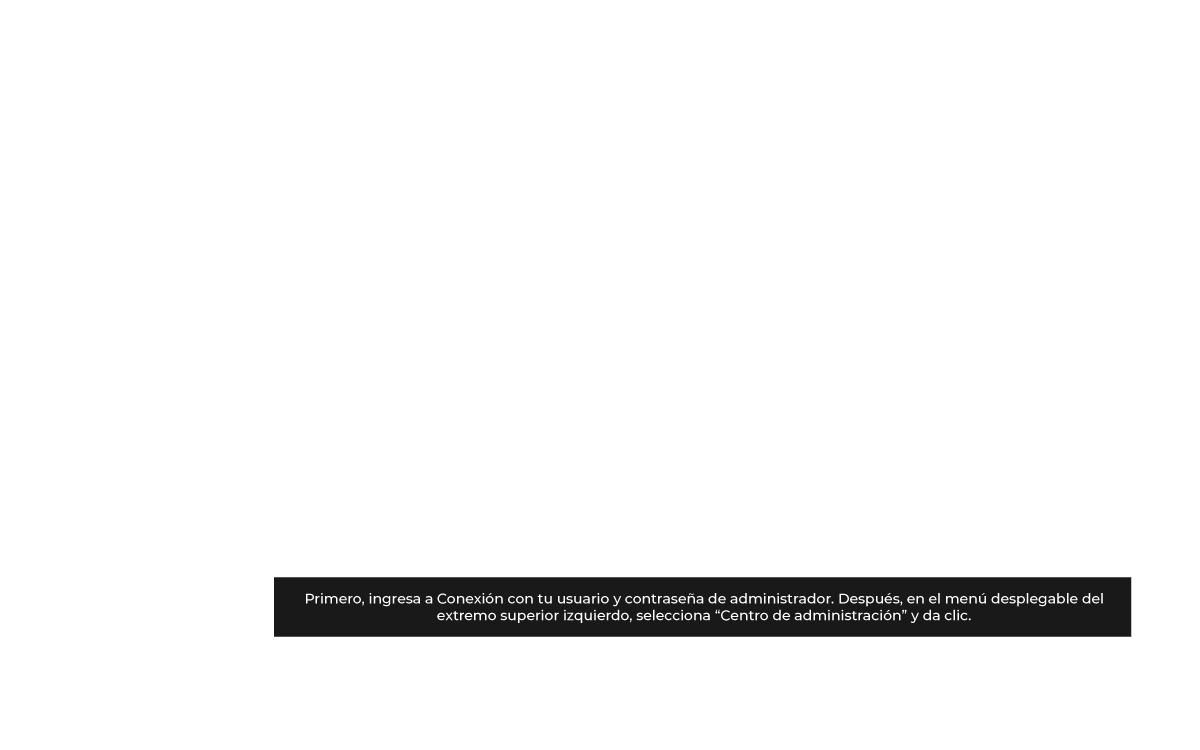 Primero, ingresa a Conexión con tu usuario y contraseña de administrador. Después, en el menú desplegable del
extremo superior izquierdo, selecciona “Centro de administración” y da clic.